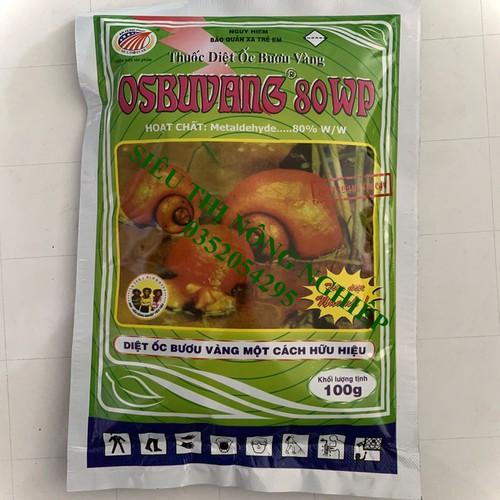 NGUY HIỂM
BẢO QUẢN XA TRẺ EM
Thuốc Diệt Ốc Bươu Vàng
OSBUVANG® 80WP
HOẠT CHẤT: Metaldehyde.....80% W/W
SIÊU THỊ NÔNG NGHIỆP
0352054295
DIỆT ỐC BƯƠU VÀNG MỘT CÁCH HỮU HIỆU
Khối lượng tịnh
100g